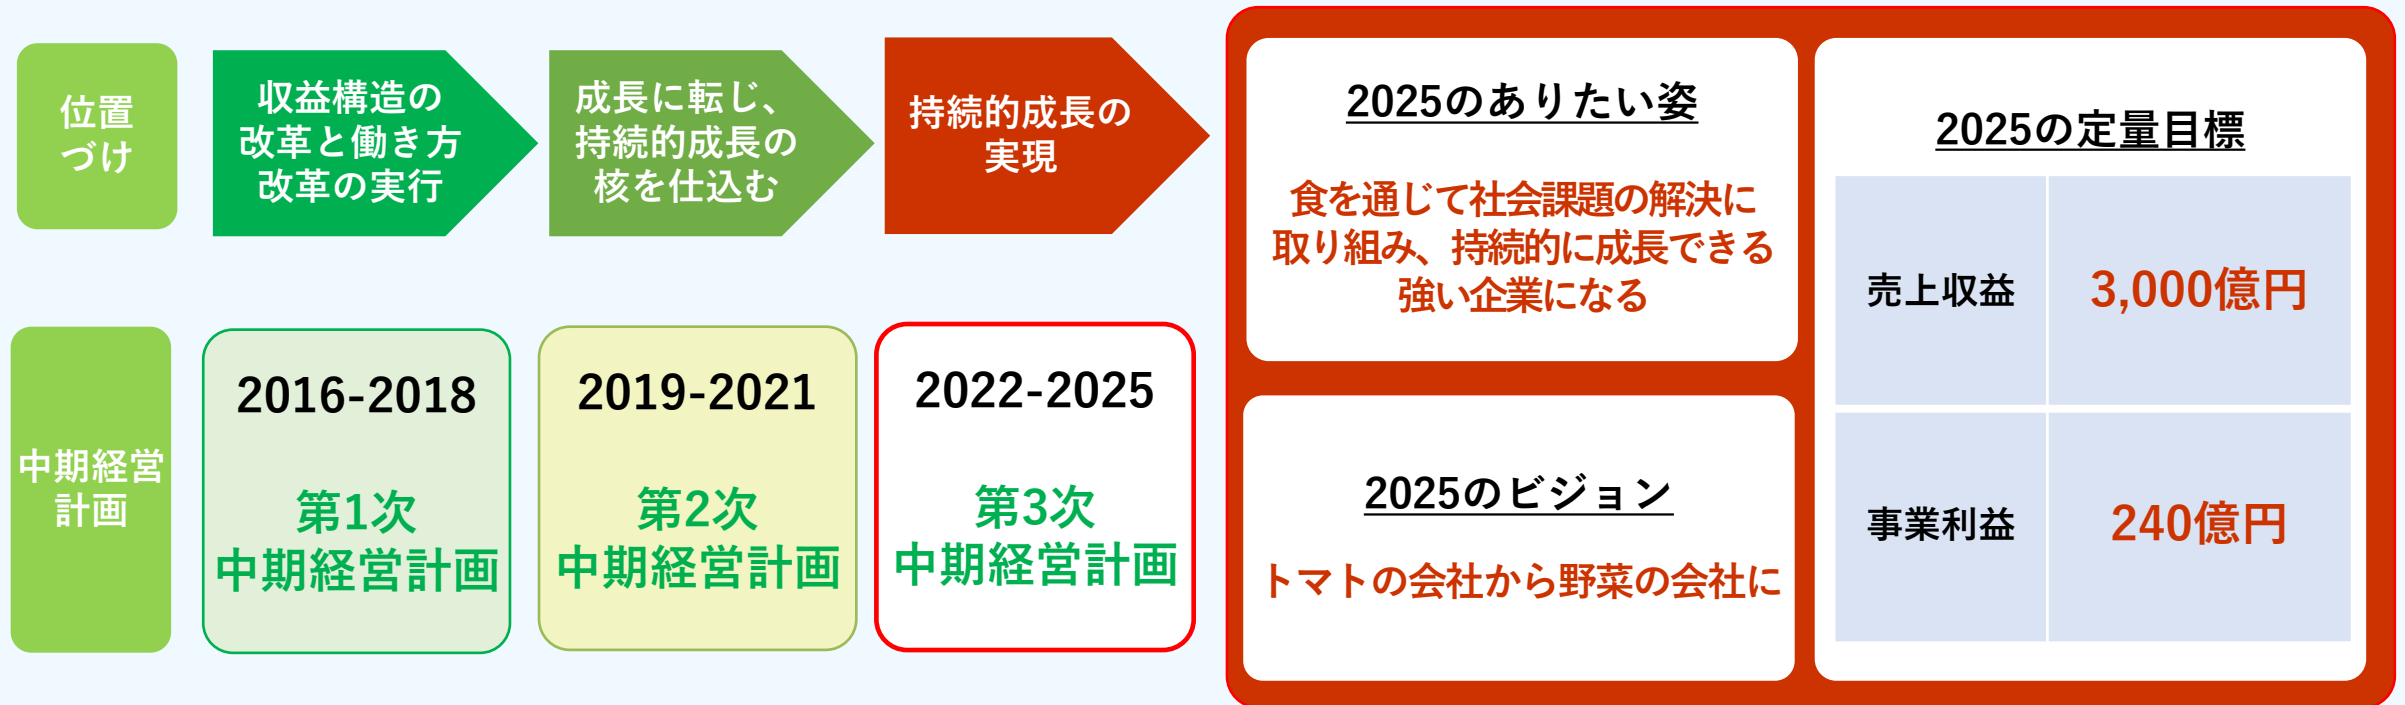 位置
づけ
収益構造の
改革と働き方
改革の実行
成長に転じ、
持続的成長の
核を仕込む
持続的成長の
実現
中期経営
計画
2016-2018
第1次
中期経営計画
2019-2021
第2次
中期経営計画
2022-2025
第3次
中期経営計画
2025のありたい姿
食を通じて社会課題の解決に
取り組み、持続的に成長できる
強い企業になる
2025のビジョン
トマトの会社から野菜の会社に
2025の定量目標
売上収益 3,000億円
事業利益 240億円